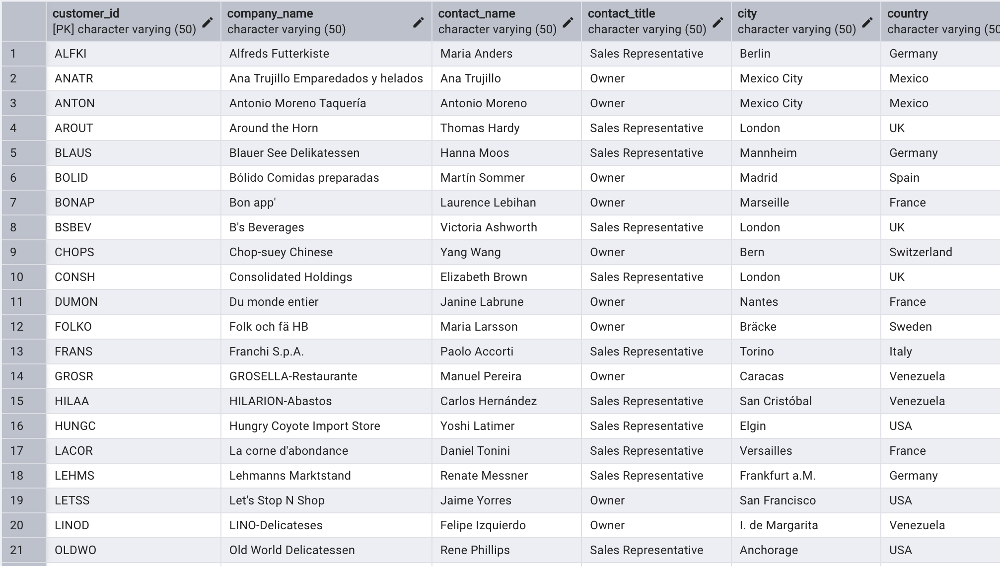 customer_id company_name contact_name contact_title city country
[PK] character varying (50) character varying (50) character varying (50) character varying (50) character varying (50) character varying (50
1 ALFKI Alfreds Futterkiste Maria Anders Sales Representative Berlin Germany
2 ANATR Ana Trujillo Emparedados y helados Ana Trujillo Owner Mexico City Mexico
3 ANTON Antonio Moreno Taquería Antonio Moreno Owner Mexico City Mexico
4 AROUT Around the Horn Thomas Hardy Sales Representative London UK
5 BLAUS Blauer See Delikatessen Hanna Moos Sales Representative Mannheim Germany
6 BOLID Bólido Comidas preparadas Martín Sommer Owner Madrid Spain
7 BONAP Bon app' Laurence Lebihan Owner Marseille France
8 BSBEV B's Beverages Victoria Ashworth Sales Representative London UK
9 CHOPS Chop-suey Chinese Yang Wang Owner Bern Switzerland
10 CONSH Consolidated Holdings Elizabeth Brown Sales Representative London UK
11 DUMON Du monde entier Janine Labrune Owner Nantes France
12 FOLKO Folk och fä HB Maria Larsson Owner Bräcke Sweden
13 FRANS Franchi S.p.A. Paolo Accorti Sales Representative Torino Italy
14 GROSR GROSELLA-Restaurante Manuel Pereira Owner Caracas Venezuela
15 HILAA HILARION-Abastos Carlos Hernández Sales Representative San Cristóbal Venezuela
16 HUNGC Hungry Coyote Import Store Yoshi Latimer Sales Representative Elgin USA
17 LACOR La corne d'abondance Daniel Tonini Sales Representative Versailles France
18 LEHMS Lehmanns Marktstand Renate Messner Sales Representative Frankfurt a.M. Germany
19 LETSS Let's Stop N Shop Jaime Yorres Owner San Francisco USA
20 LINOD LINO-Delicateses Felipe Izquierdo Owner I. de Margarita Venezuela
21 OLDWO Old World Delicatessen Rene Phillips Sales Representative Anchorage USA